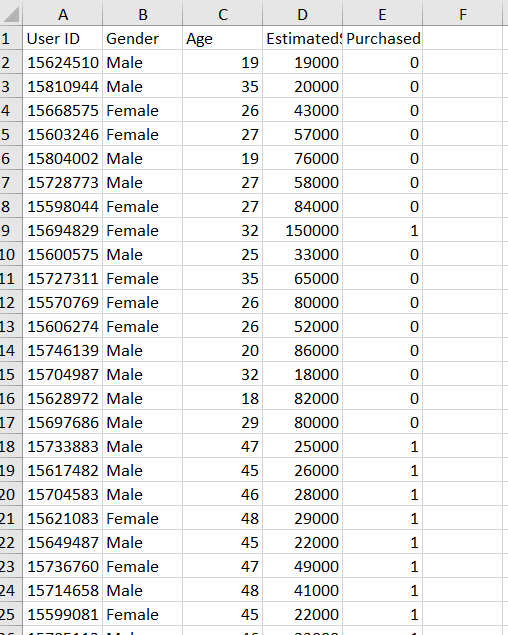 A B C D E F
1 User ID Gender Age EstimatedS Purchased
2 15624510 Male 19 19000 0
3 15810944 Male 35 20000 0
4 15668575 Female 26 43000 0
5 15603246 Female 27 57000 0
6 15804002 Male 19 76000 0
7 15728773 Male 27 58000 0
8 15598044 Female 27 84000 0
9 15694829 Female 32 150000 1
10 15600575 Male 25 33000 0
11 15727311 Female 35 65000 0
12 15570769 Female 26 80000 0
13 15606274 Female 26 52000 0
14 15746139 Male 20 86000 0
15 15704987 Male 32 18000 0
16 15628972 Male 18 82000 0
17 15697686 Male 29 80000 0
18 15733883 Male 47 25000 1
19 15617482 Male 45 26000 1
20 15704583 Male 46 28000 1
21 15621083 Female 48 29000 1
22 15649487 Male 45 22000 1
23 15736760 Female 47 49000 1
24 15714658 Male 48 41000 1
25 15599081 Female 45 22000 1